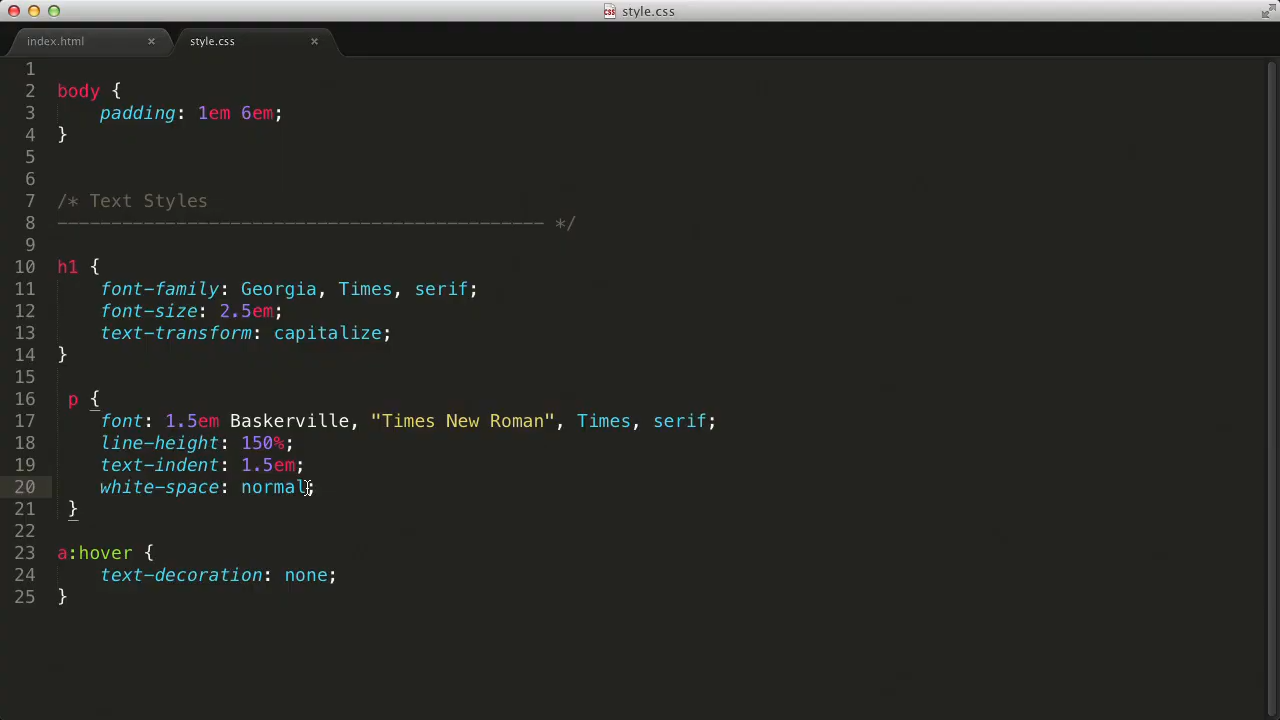 style.css
index.html × style.css ×
1
2 body {
3     padding: 1em 6em;
4 }
5
6
7 /* Text Styles
8 --------------------------------------------- */
9
10 h1 {
11     font-family: Georgia, Times, serif;
12     font-size: 2.5em;
13     text-transform: capitalize;
14 }
15
16  p {
17     font: 1.5em Baskerville, "Times New Roman", Times, serif;
18     line-height: 150%;
19     text-indent: 1.5em;
20     white-space: normal;
21  }
22
23 a:hover {
24     text-decoration: none;
25 }